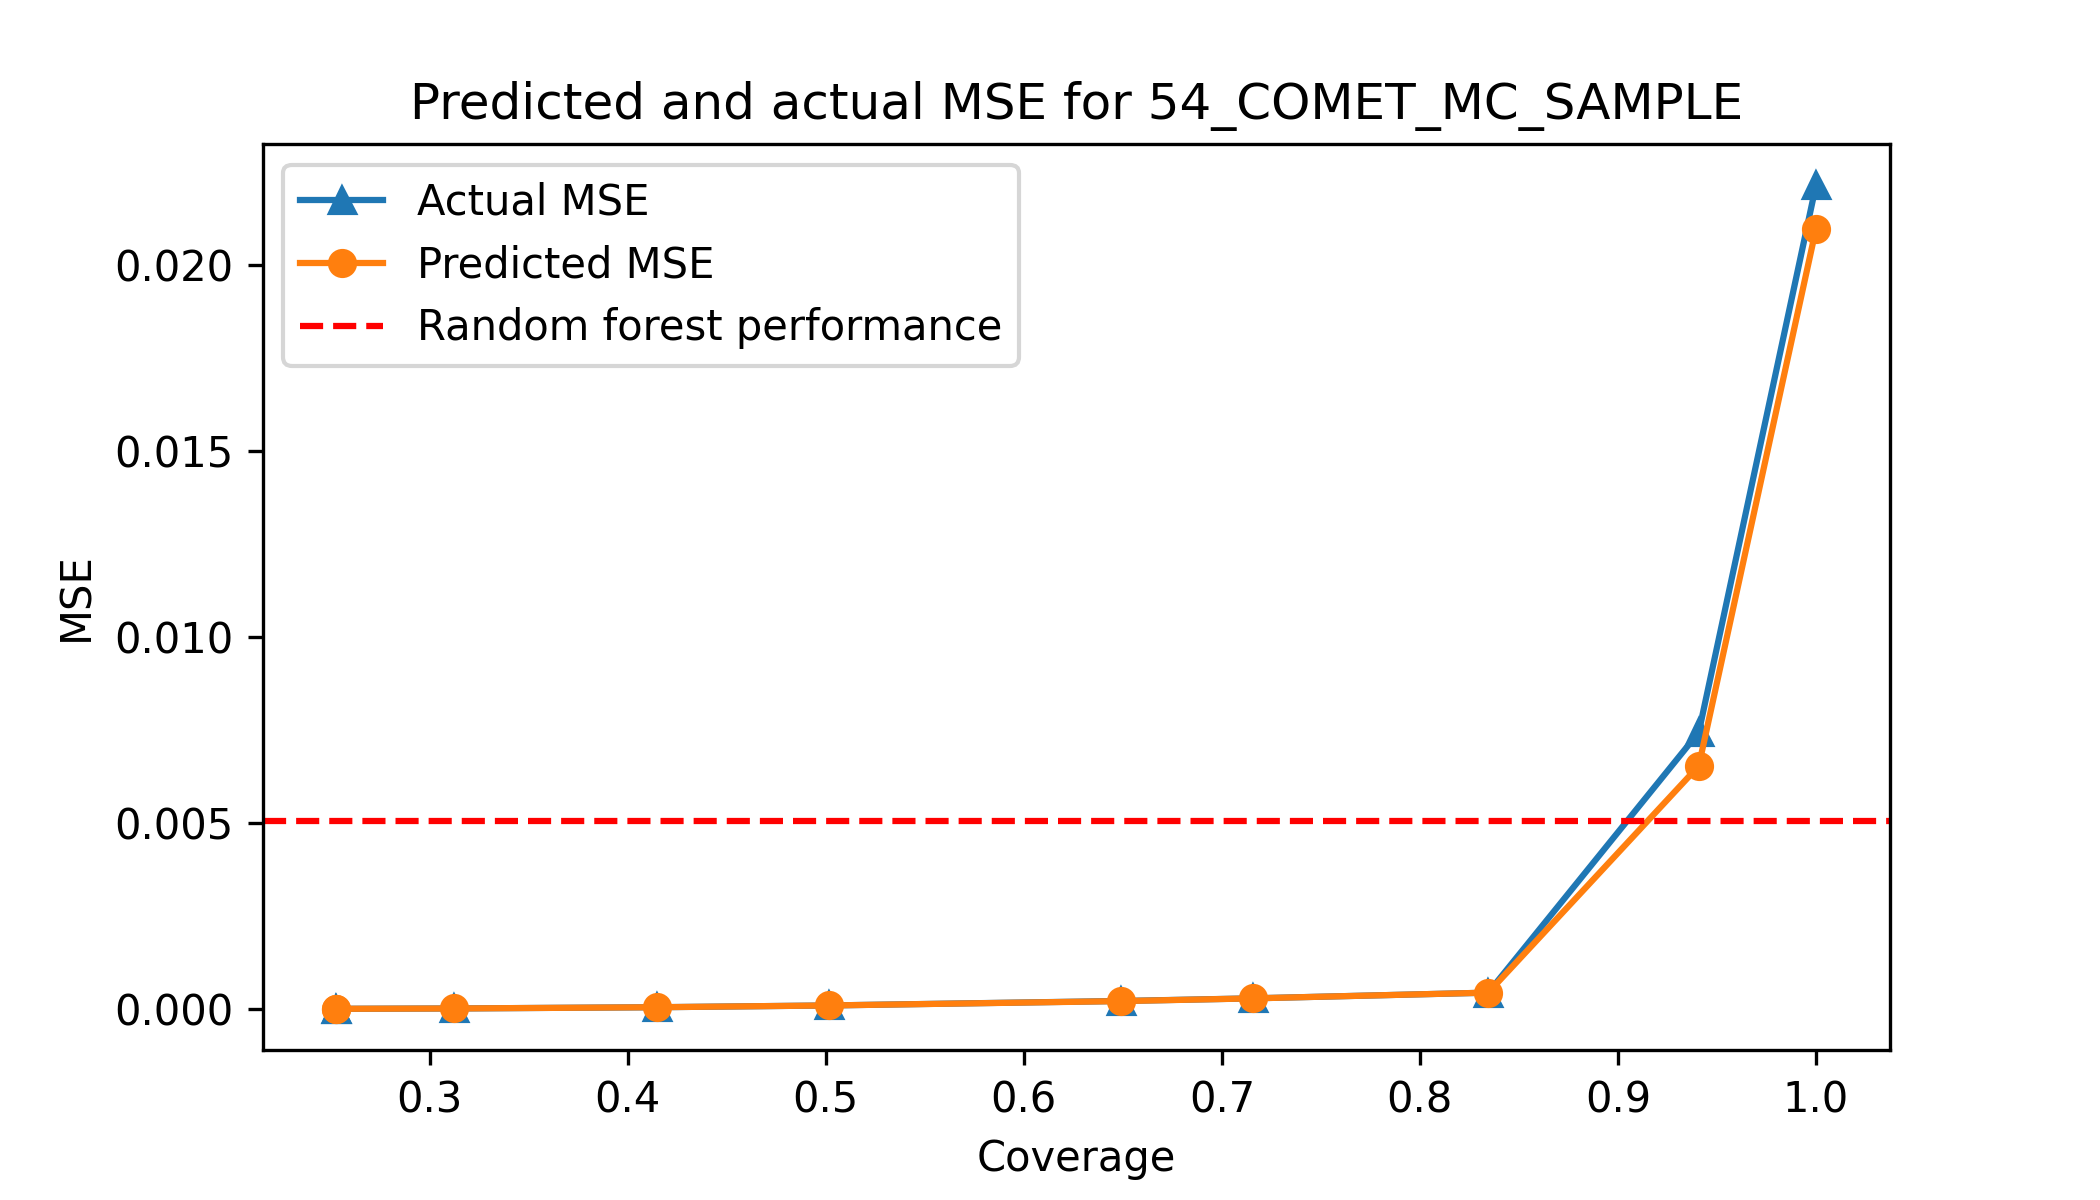 Predicted and actual MSE for 54_COMET_MC_SAMPLE
Actual MSE
Predicted MSE
Random forest performance
MSE
0.020
0.015
0.010
0.005
0.000
0.3 0.4 0.5 0.6 0.7 0.8 0.9 1.0
Coverage